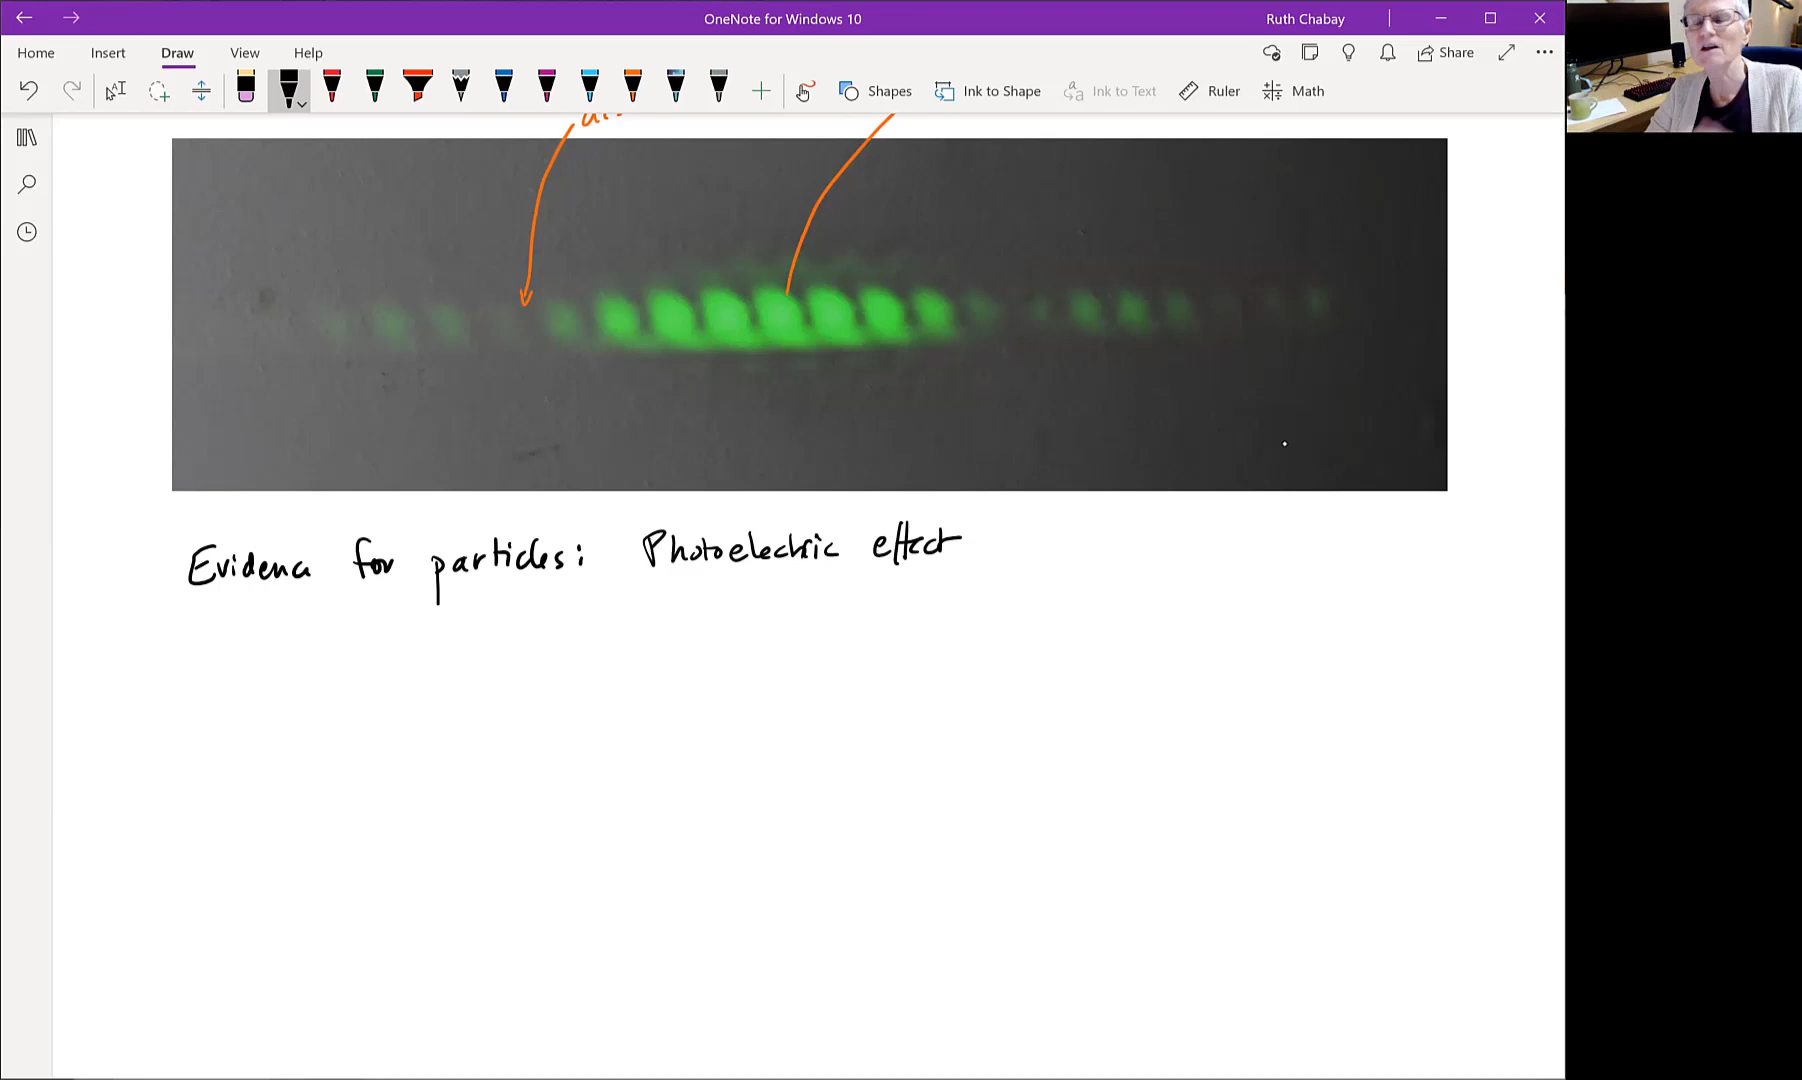 OneNote for Windows 10
Ruth Chabay
Home Insert Draw View Help
Share
Shapes Ink to Shape Ink to Text Ruler Math
Evidence for particles: Photoelectric effect